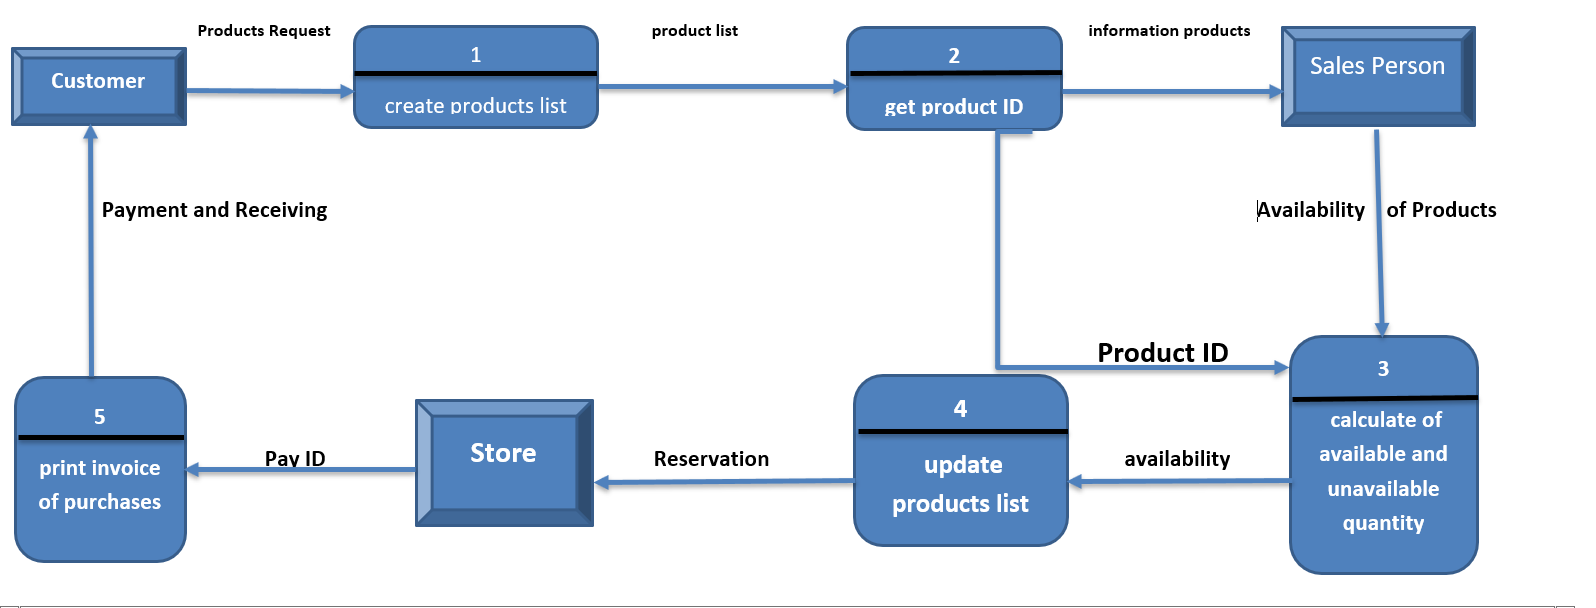 Products Request
product list
information products
Customer
1
create products list
2
get product ID
Sales Person
Payment and Receiving
Availability of Products
Product ID
3
calculate of
available and
unavailable
quantity
availability
4
update
products list
Reservation
Store
Pay ID
5
print invoice
of purchases